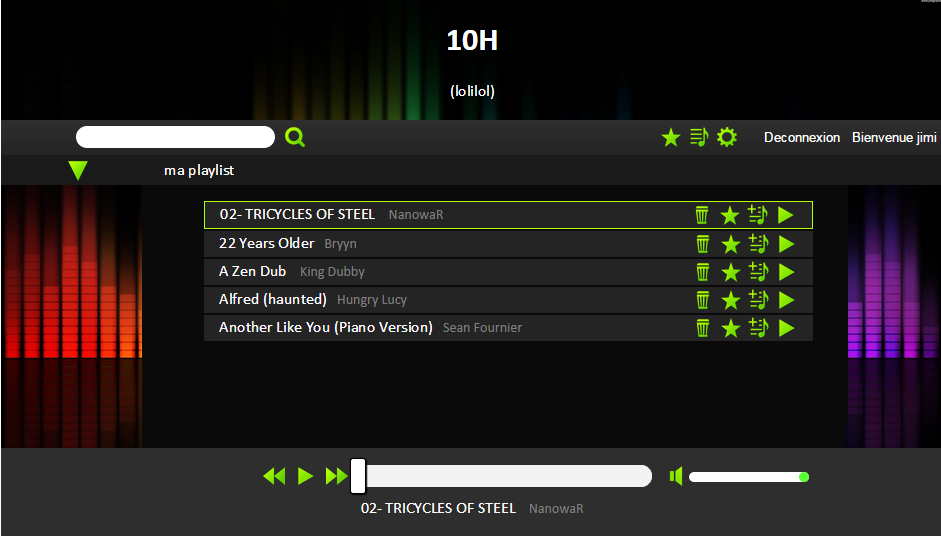 10H
(lolilol)
Deconnexion Bienvenue jimi
ma playlist
02- TRICYCLES OF STEEL NanowaR
22 Years Older Bryyn
A Zen Dub King Dubby
Alfred (haunted) Hungry Lucy
Another Like You (Piano Version) Sean Fournier
02- TRICYCLES OF STEEL NanowaR